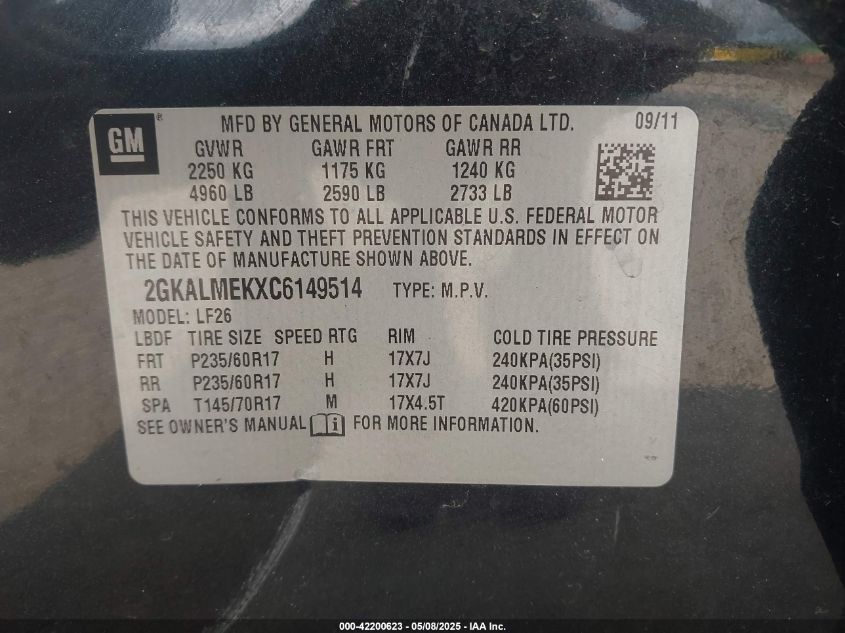 GM
MFD BY GENERAL MOTORS OF CANADA LTD. 09/11
GVWR GAWR FRT GAWR RR
2250 KG 1175 KG 1240 KG
4960 LB 2590 LB 2733 LB
THIS VEHICLE CONFORMS TO ALL APPLICABLE U.S. FEDERAL MOTOR
VEHICLE SAFETY AND THEFT PREVENTION STANDARDS IN EFFECT ON
THE DATE OF MANUFACTURE SHOWN ABOVE.
2GKALMEKXC6149514 TYPE: M.P.V.
MODEL: LF26
LBDF TIRE SIZE SPEED RTG RIM COLD TIRE PRESSURE
FRT P235/60R17 H 17X7J 240KPA(35PSI)
RR P235/60R17 H 17X7J 240KPA(35PSI)
SPA T145/70R17 M 17X4.5T 420KPA(60PSI)
SEE OWNER'S MANUAL i FOR MORE INFORMATION.
000-42200623 - 05/08/2025 - IAA Inc.